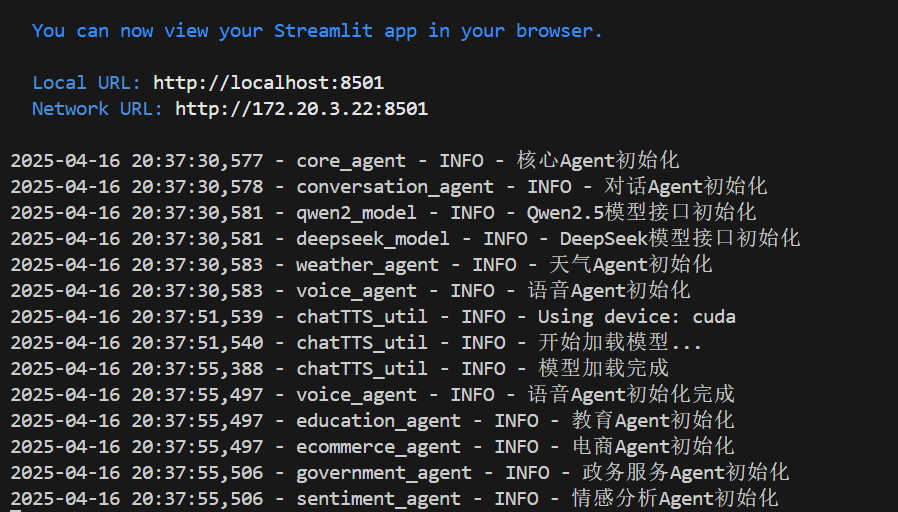 You can now view your Streamlit app in your browser.
Local URL: http://localhost:8501
Network URL: http://172.20.3.22:8501
2025-04-16 20:37:30,577 - core_agent - INFO - 核心Agent初始化
2025-04-16 20:37:30,578 - conversation_agent - INFO - 对话Agent初始化
2025-04-16 20:37:30,581 - qwen2_model - INFO - Qwen2.5模型接口初始化
2025-04-16 20:37:30,581 - deepseek_model - INFO - DeepSeek模型接口初始化
2025-04-16 20:37:30,583 - weather_agent - INFO - 天气Agent初始化
2025-04-16 20:37:30,583 - voice_agent - INFO - 语音Agent初始化
2025-04-16 20:37:51,539 - chatTTS_util - INFO - Using device: cuda
2025-04-16 20:37:51,540 - chatTTS_util - INFO - 开始加载模型...
2025-04-16 20:37:55,388 - chatTTS_util - INFO - 模型加载完成
2025-04-16 20:37:55,497 - voice_agent - INFO - 语音Agent初始化完成
2025-04-16 20:37:55,497 - education_agent - INFO - 教育Agent初始化
2025-04-16 20:37:55,497 - ecommerce_agent - INFO - 电商Agent初始化
2025-04-16 20:37:55,506 - government_agent - INFO - 政务服务Agent初始化
2025-04-16 20:37:55,506 - sentiment_agent - INFO - 情感分析Agent初始化